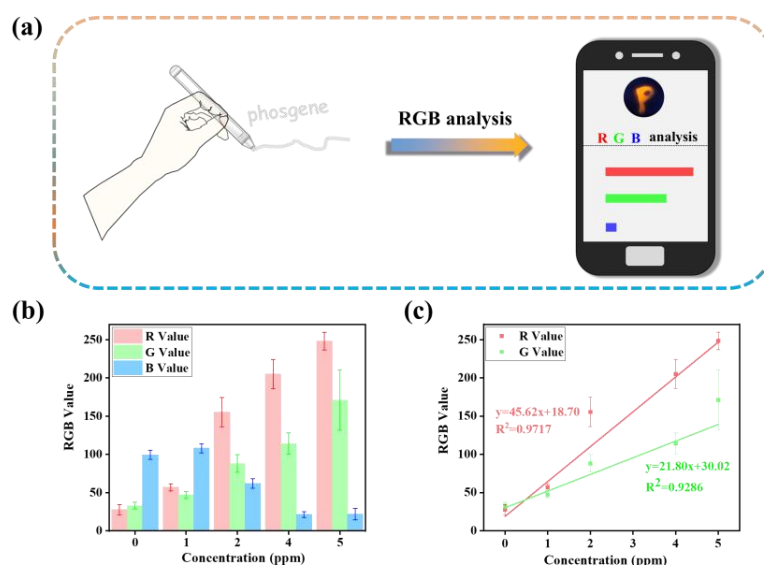 (a)
phosgene
RGB analysis
P
R G B analysis
(b)
R Value
G Value
B Value
RGB Value
250
200
150
100
50
0
0 1 2 4 5
Concentration (ppm)
(c)
R Value
G Value
RGB Value
250
200
150
100
50
0
y=45.62x+18.70
R²=0.9717
y=21.80x+30.02
R²=0.9286
0 1 2 3 4 5
Concentration (ppm)